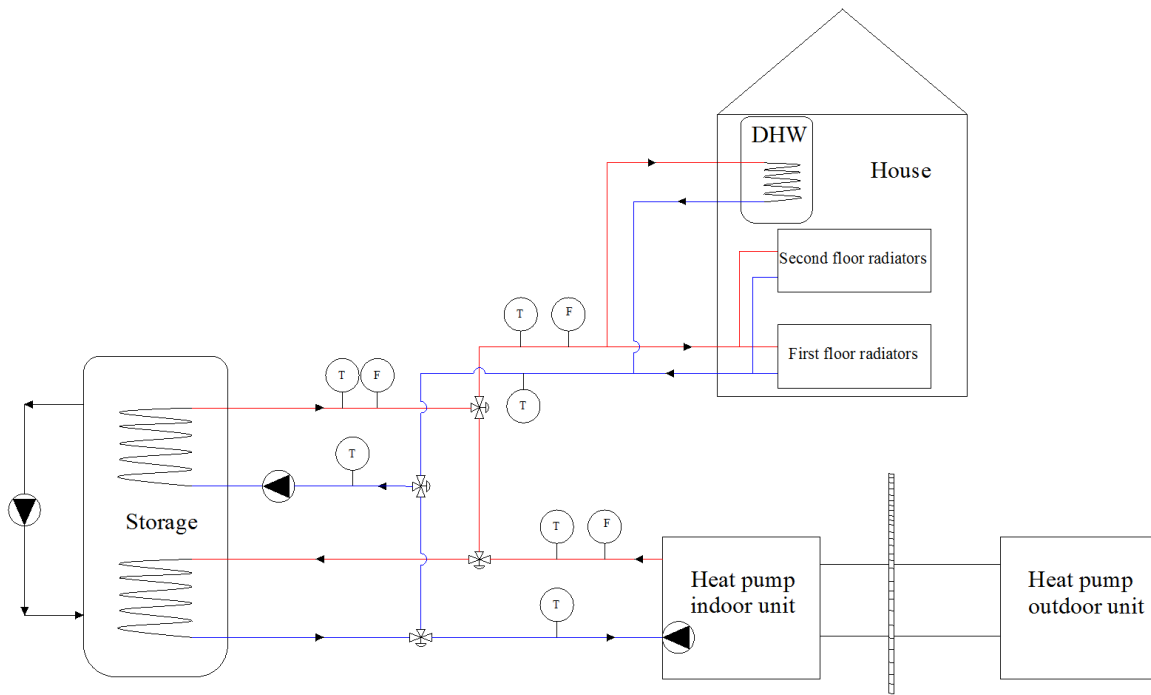 DHW
House
Second floor radiators
T
F
First floor radiators
T
F
T
T
T
Storage
T
F
Heat pump
indoor unit
Heat pump
outdoor unit
T